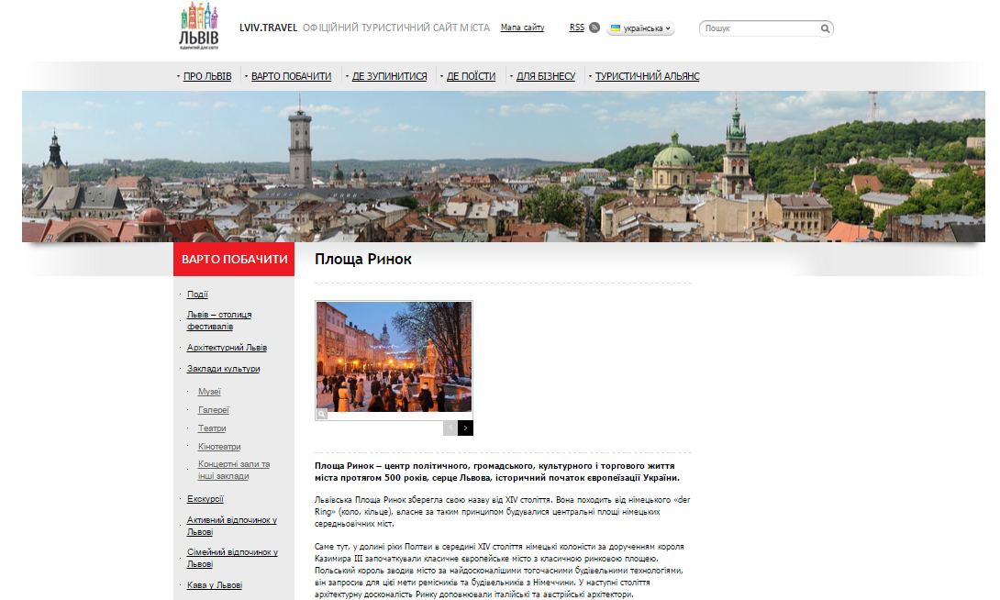 ЛЬВІВ
відкритий для світу
LVIV.TRAVEL ОФІЦІЙНИЙ ТУРИСТИЧНИЙ САЙТ МІСТА Мапа сайту RSS українська Пошук
ПРО ЛЬВІВ ВАРТО ПОБАЧИТИ ДЕ ЗУПИНИТИСЯ ДЕ ПОЇСТИ ДЛЯ БІЗНЕСУ ТУРИСТИЧНИЙ АЛЬЯНС
ВАРТО ПОБАЧИТИ
Події
Львів – столиця
фестивалів
Архітектурний Львів
Заклади культури
Музеї
Галереї
Театри
Кінотеатри
Концертні зали та
інші заклади
Екскурсії
Активний відпочинок у
Львові
Сімейний відпочинок у
Львові
Кава у Львові
Площа Ринок
Площа Ринок – центр політичного, громадського, культурного і торгового життя
міста протягом 500 років, серце Львова, історичний початок європеїзації України.
Львівська Площа Ринок зберегла свою назву від XIV століття. Вона походить від німецького «der
Ring» (коло, кільце), власне за таким принципом будувалися центральні площі німецьких
середньовічних міст.
Саме тут, у долині ріки Полтви в середині XIV століття німецькі колоністи за дорученням короля
Казимира III започаткували класичне європейське місто з класичною ринковою площею.
Польський король зводив місто за найдосконалішими тогочасними будівельними технологіями,
він запросив для цієї мети ремісників та будівельників з Німеччини. У наступні століття
архітектурну досконалість Ринку доповнювали італійські та австрійські архітектори.